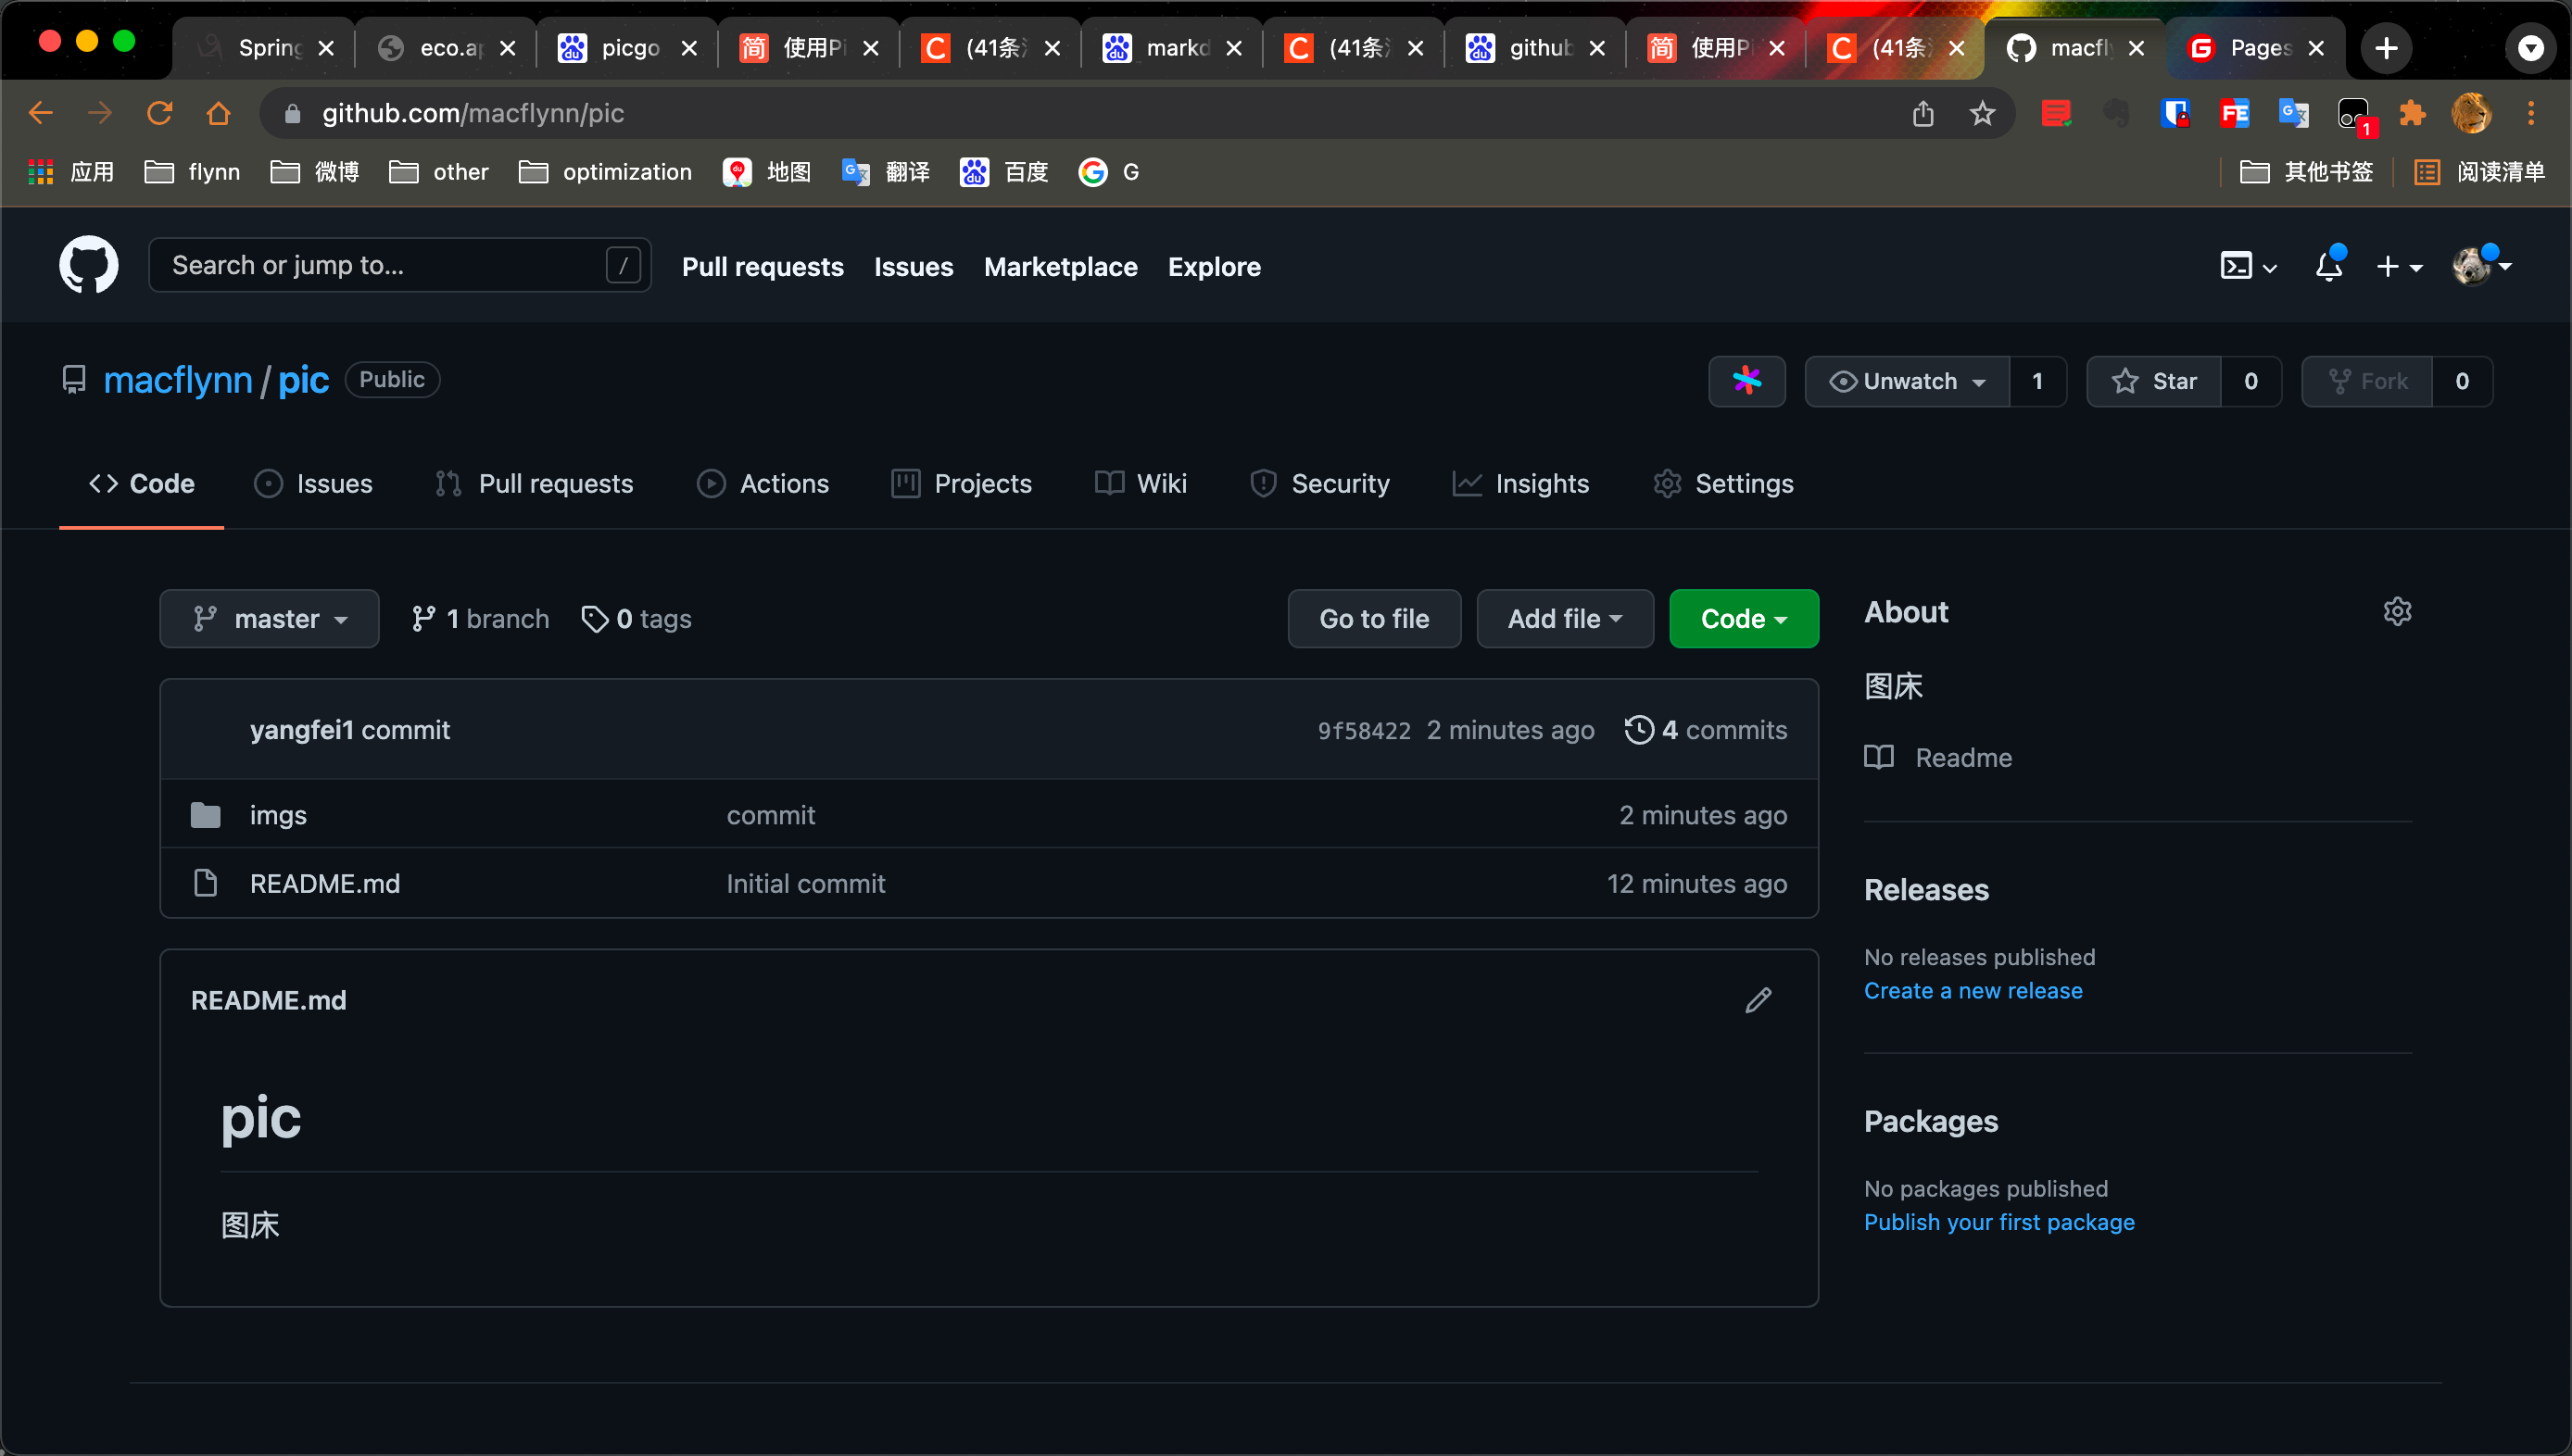 Spring
eco.ap
picgo
使用Pi
(41条
markd
(41条
github
使用P
(41条
macfly
Pages
github.com/macflynn/pic
1
应用
flynn
微博
other
optimization
地图
翻译
百度
G
其他书签
阅读清单
Search or jump to...
/
Pull requests
Issues
Marketplace
Explore
macflynn / pic
Public
Unwatch
1
Star
0
Fork
0
Code
Issues
Pull requests
Actions
Projects
Wiki
Security
Insights
Settings
master
1 branch
0 tags
Go to file
Add file
Code
About
图床
Readme
yangfei1 commit
9f58422 2 minutes ago
4 commits
imgs
commit
2 minutes ago
README.md
Initial commit
12 minutes ago
Releases
No releases published
Create a new release
README.md
pic
图床
Packages
No packages published
Publish your first package